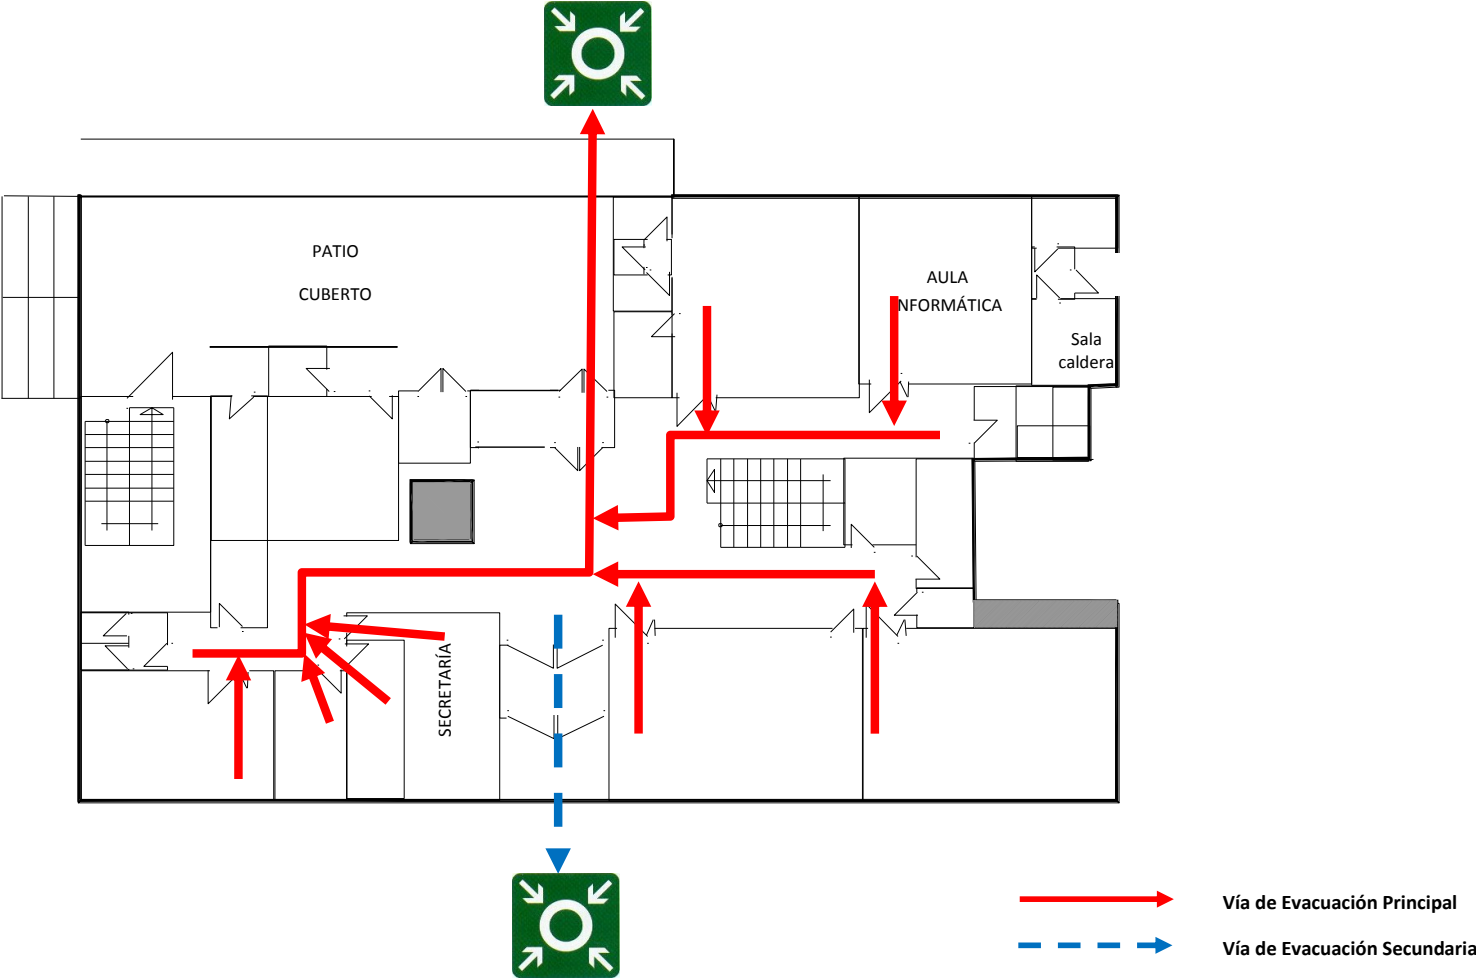 PATIO
CUBERTO
AULA
NFORMÁTICA
Sala
caldera
SECRETARÍA
Vía de Evacuación Principal
Vía de Evacuación Secundaria